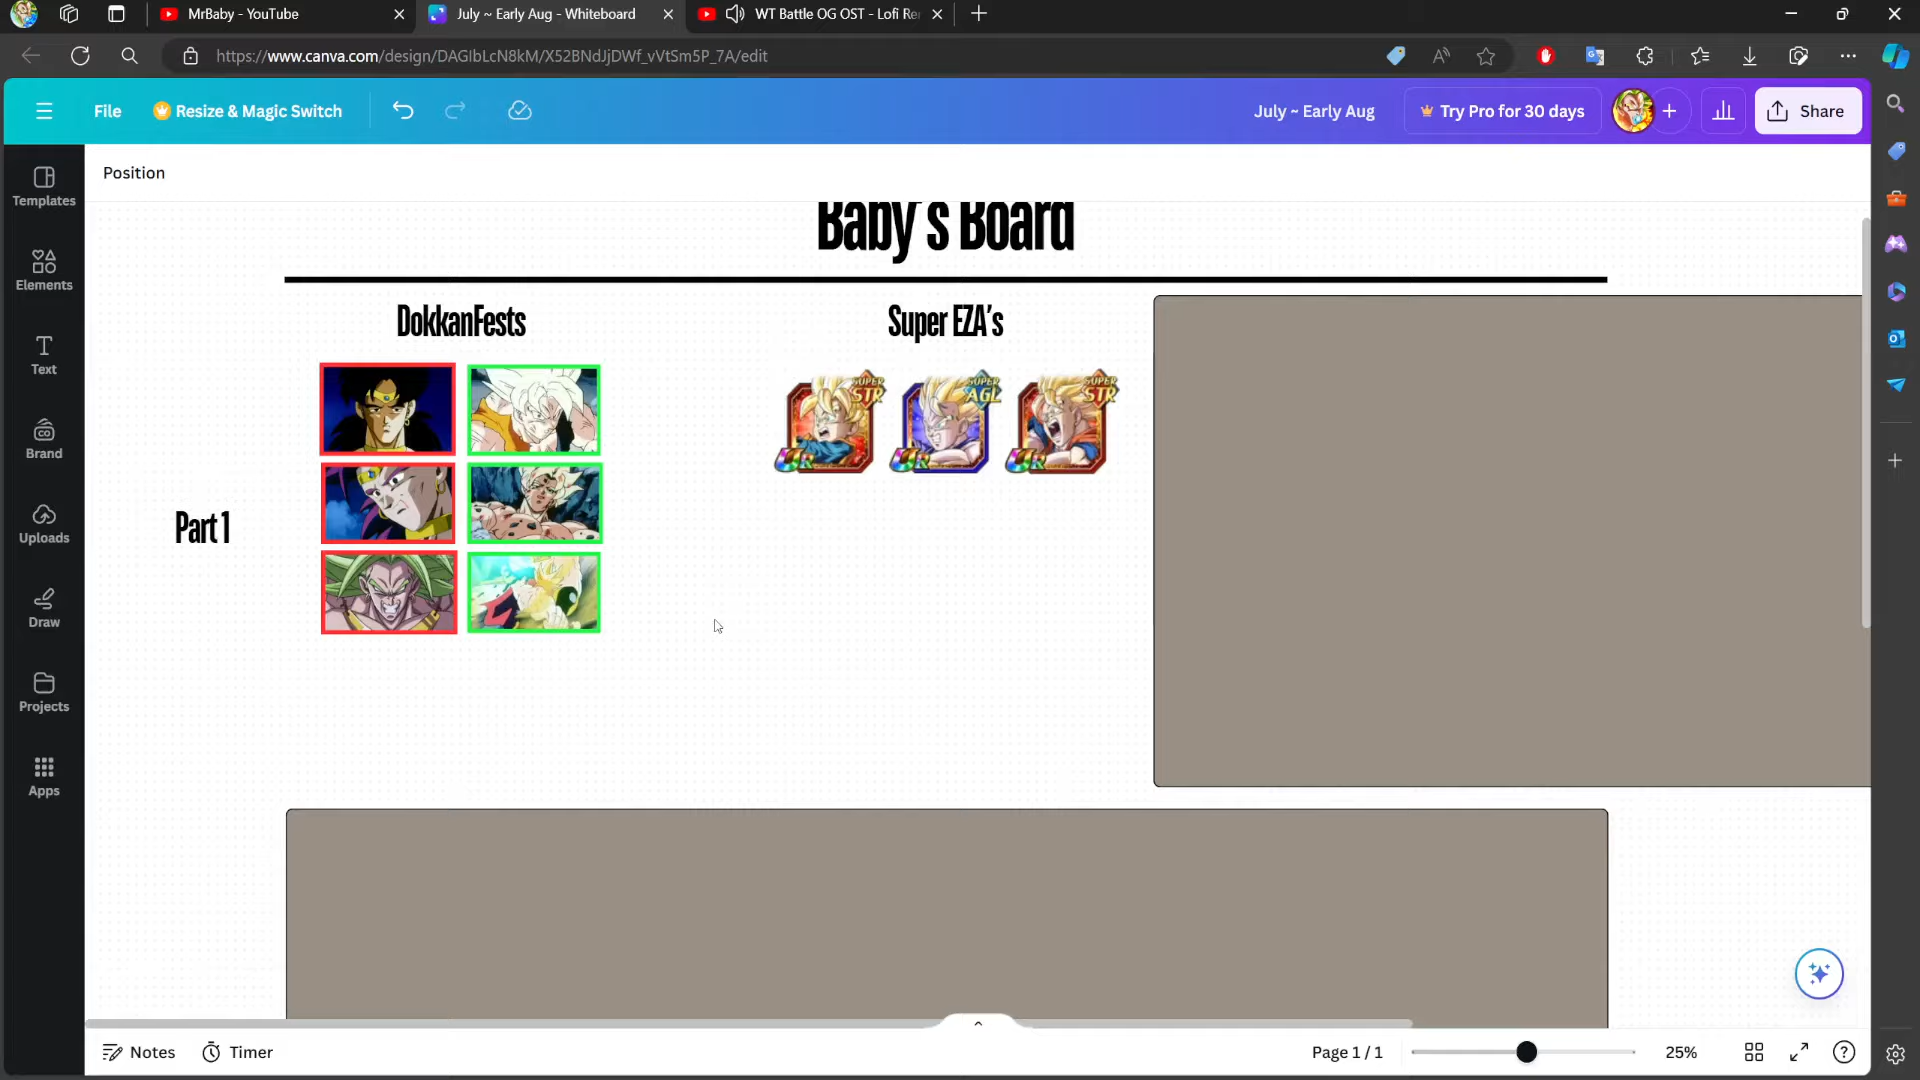 MrBaby - YouTube
July ~ Early Aug - Whiteboard
WT Battle OG OST - Lofi Re
https://www.canva.com/design/DAGIbLcN8kM/X52BNdJjDWf_vVtSm5P_7A/edit
File
Resize & Magic Switch
July ~ Early Aug
Try Pro for 30 days
Share
Position
Templates
Elements
Text
Brand
Uploads
Draw
Projects
Apps
Baby's Board
DokkanFests
Super EZA's
SUPER STR
SUPER AGL
SUPER STR
UR
UR
UR
Part 1
Notes
Timer
Page 1 / 1
25%